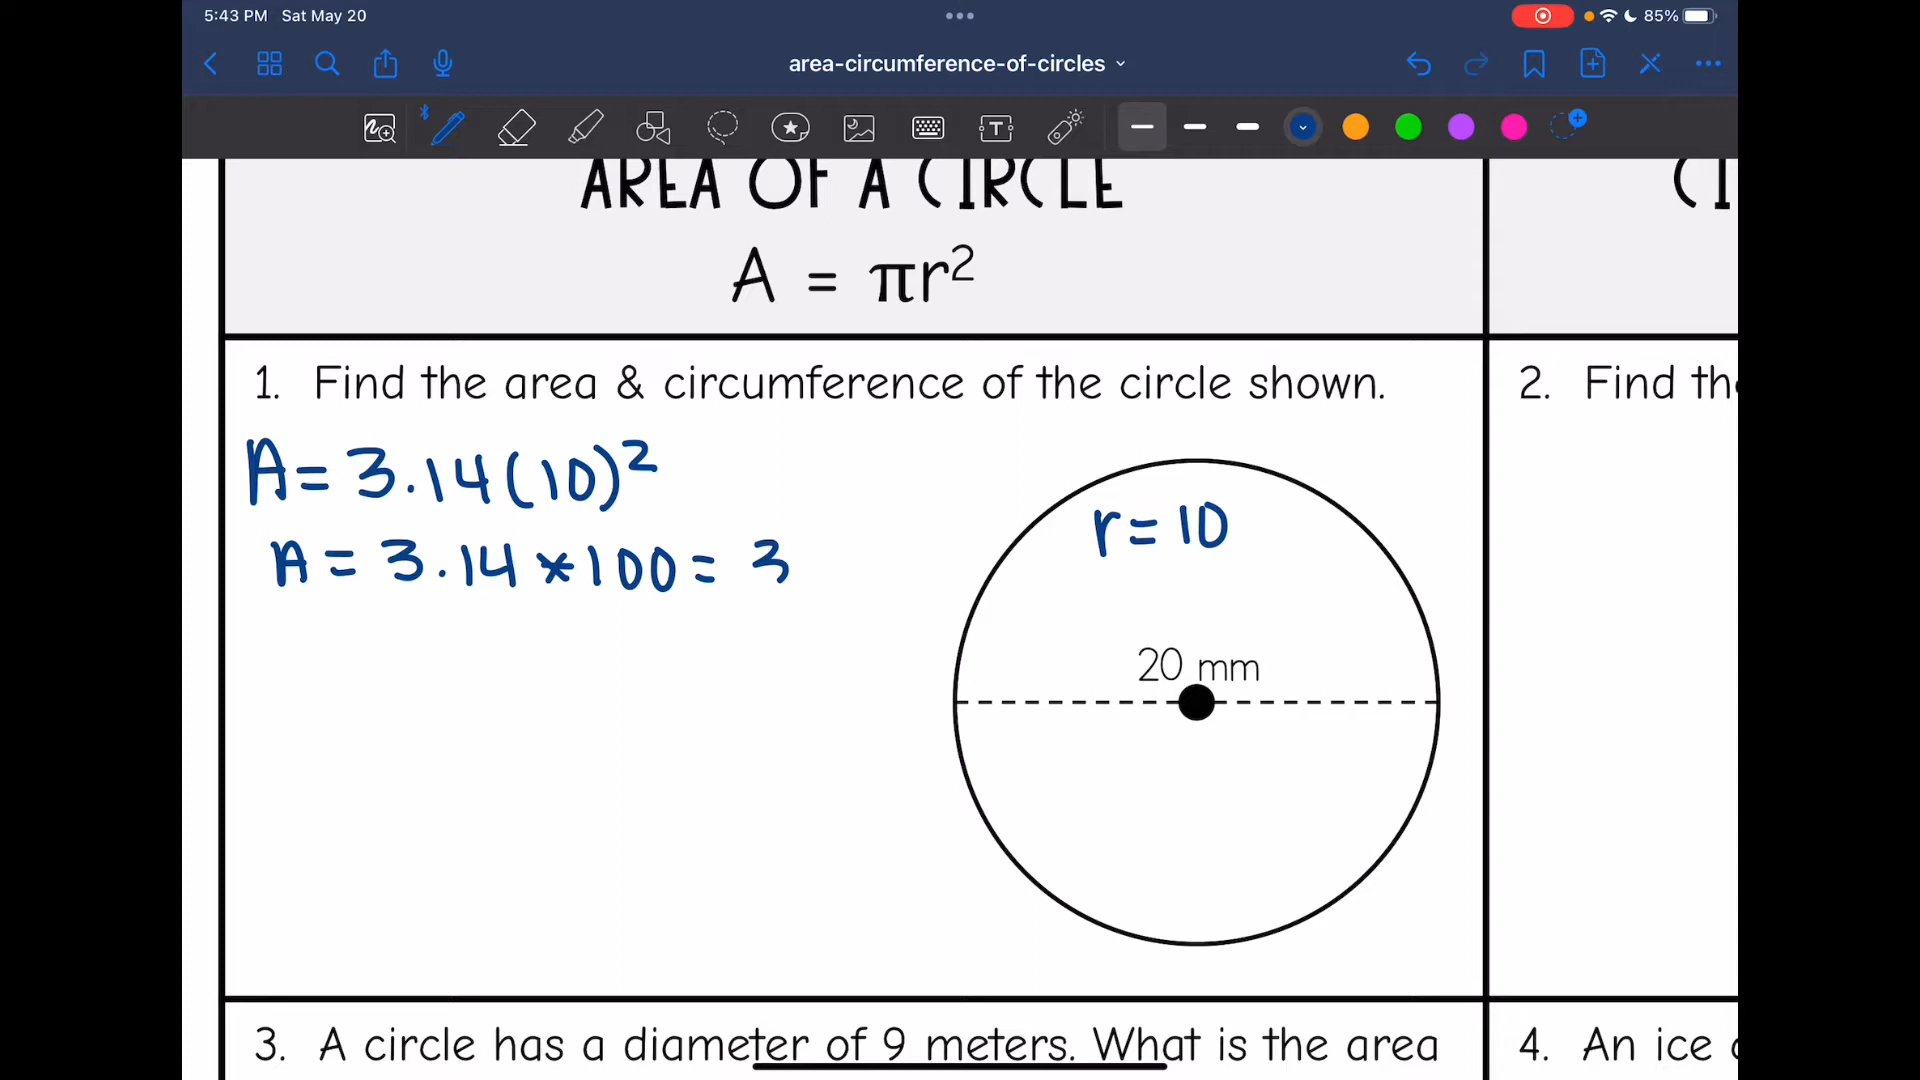 5:43 PM Sat May 20
85%
area-circumference-of-circles
T
AREA OF A CIRCLE
CI
A = πr²
1. Find the area & circumference of the circle shown.
2. Find th
A = 3.14(10)²
A = 3.14 * 100 = 3
r = 10
20 mm
3. A circle has a diameter of 9 meters. What is the area
4. An ice